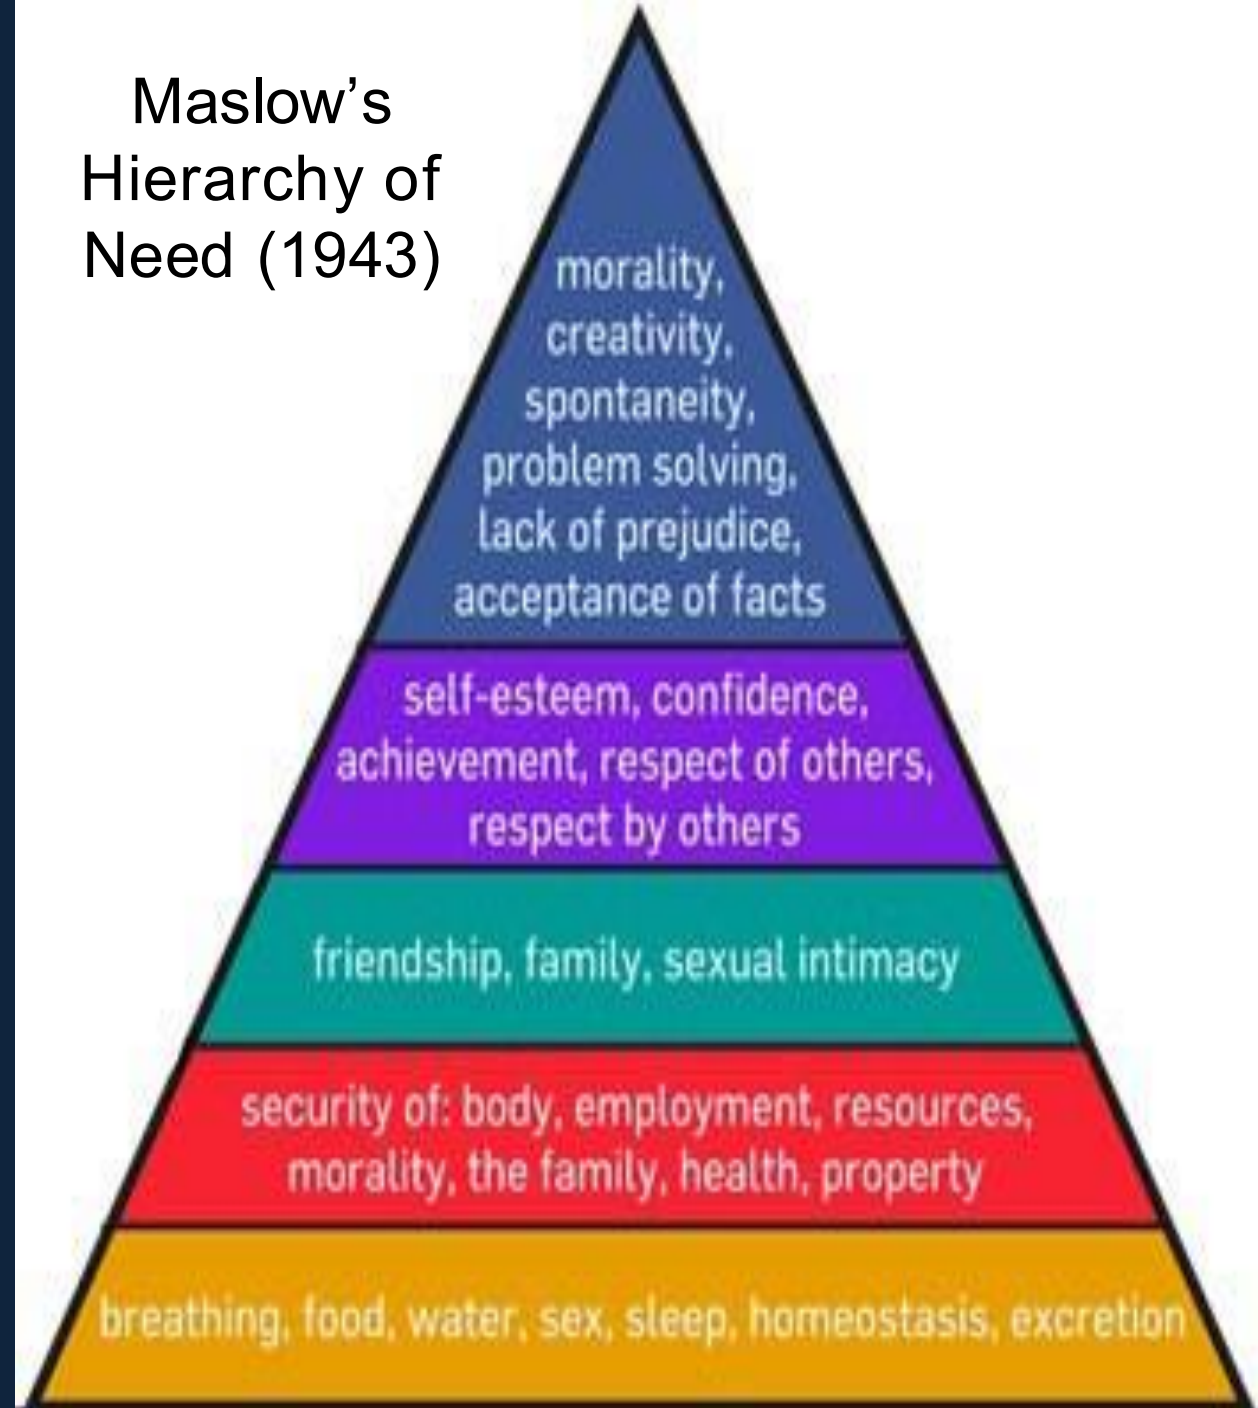 Maslow’s
Hierarchy of
Need (1943)
morality,
creativity,
spontaneity,
problem solving,
lack of prejudice,
acceptance of facts
self-esteem, confidence,
achievement, respect of others,
respect by others
friendship, family, sexual intimacy
security of: body, employment, resources,
morality, the family, health, property
breathing, food, water, sex, sleep, homeostasis, excretion